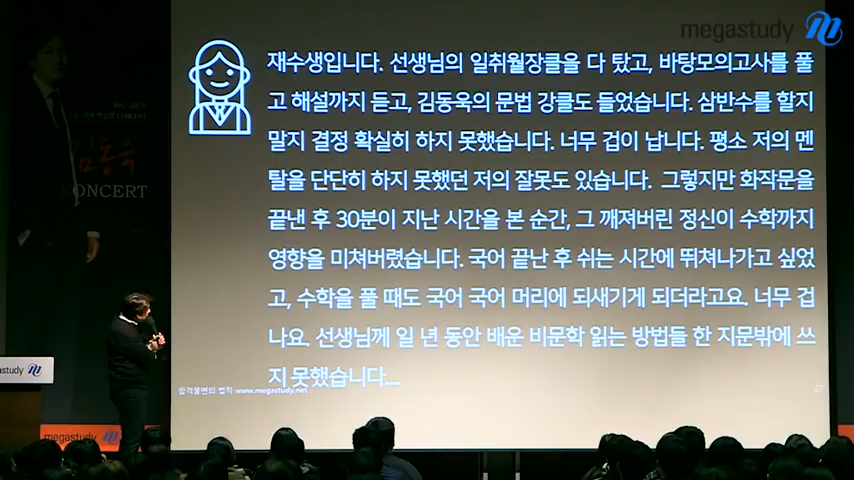 megastudy
재수생입니다. 선생님의 일취월장클을 다 탔고, 바탕모의고사를 풀
고 해설까지 듣고, 김동욱의 문법 강클도 들었습니다. 삼반수를 할지
말지 결정 확실히 하지 못했습니다. 너무 겁이 납니다. 평소 저의 멘
탈을 단단히 하지 못했던 저의 잘못도 있습니다. 그렇지만 화작문을
끝낸 후 30분이 지난 시간을 본 순간, 그 깨져버린 정신이 수학까지
영향을 미쳐버렸습니다. 국어 끝난 후 쉬는 시간에 뛰쳐나가고 싶었
고, 수학을 풀 때도 국어 국어 머리에 되새기게 되더라고요. 너무 겁
나요. 선생님께 일 년 동안 배운 비문학 읽는 방법들 한 지문밖에 쓰
지 못했습니다....
합격불변의 법칙 www.megastudy.net
김동욱
CONCERT
study
megastudy